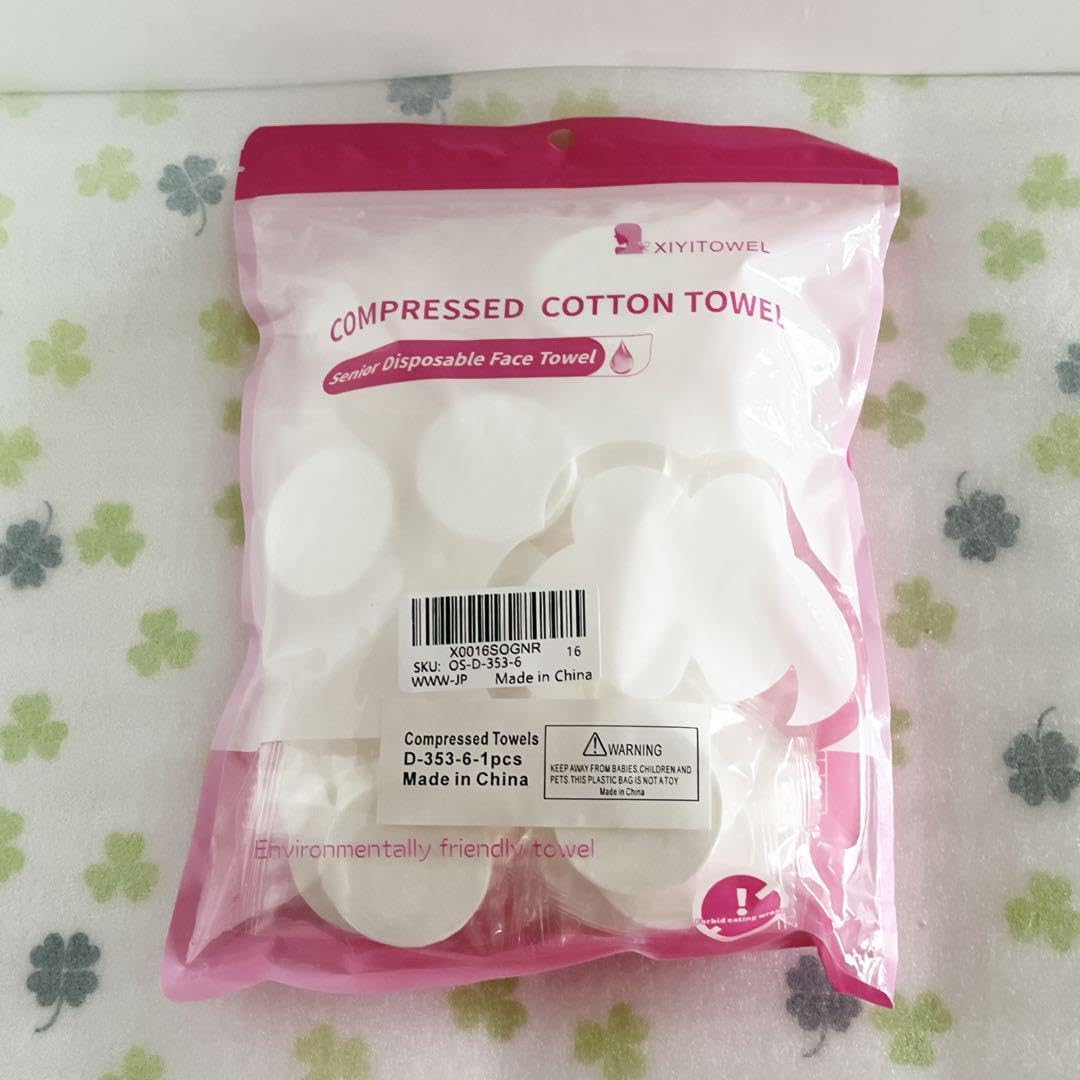 XIYITOWEL
COMPRESSED COTTON TOWEL
Senior Disposable Face Towel
X0016SOGNR 16
SKU: OS-D-353-6
WWW-JP Made in China
Compressed Towels
D-353-6-1pcs
Made in China
WARNING
KEEP AWAY FROM BABIES,CHILDREN AND
PETS.THIS PLASTIC BAG IS NOT A TOY
Made in China
Environmentally friendly towel
eating